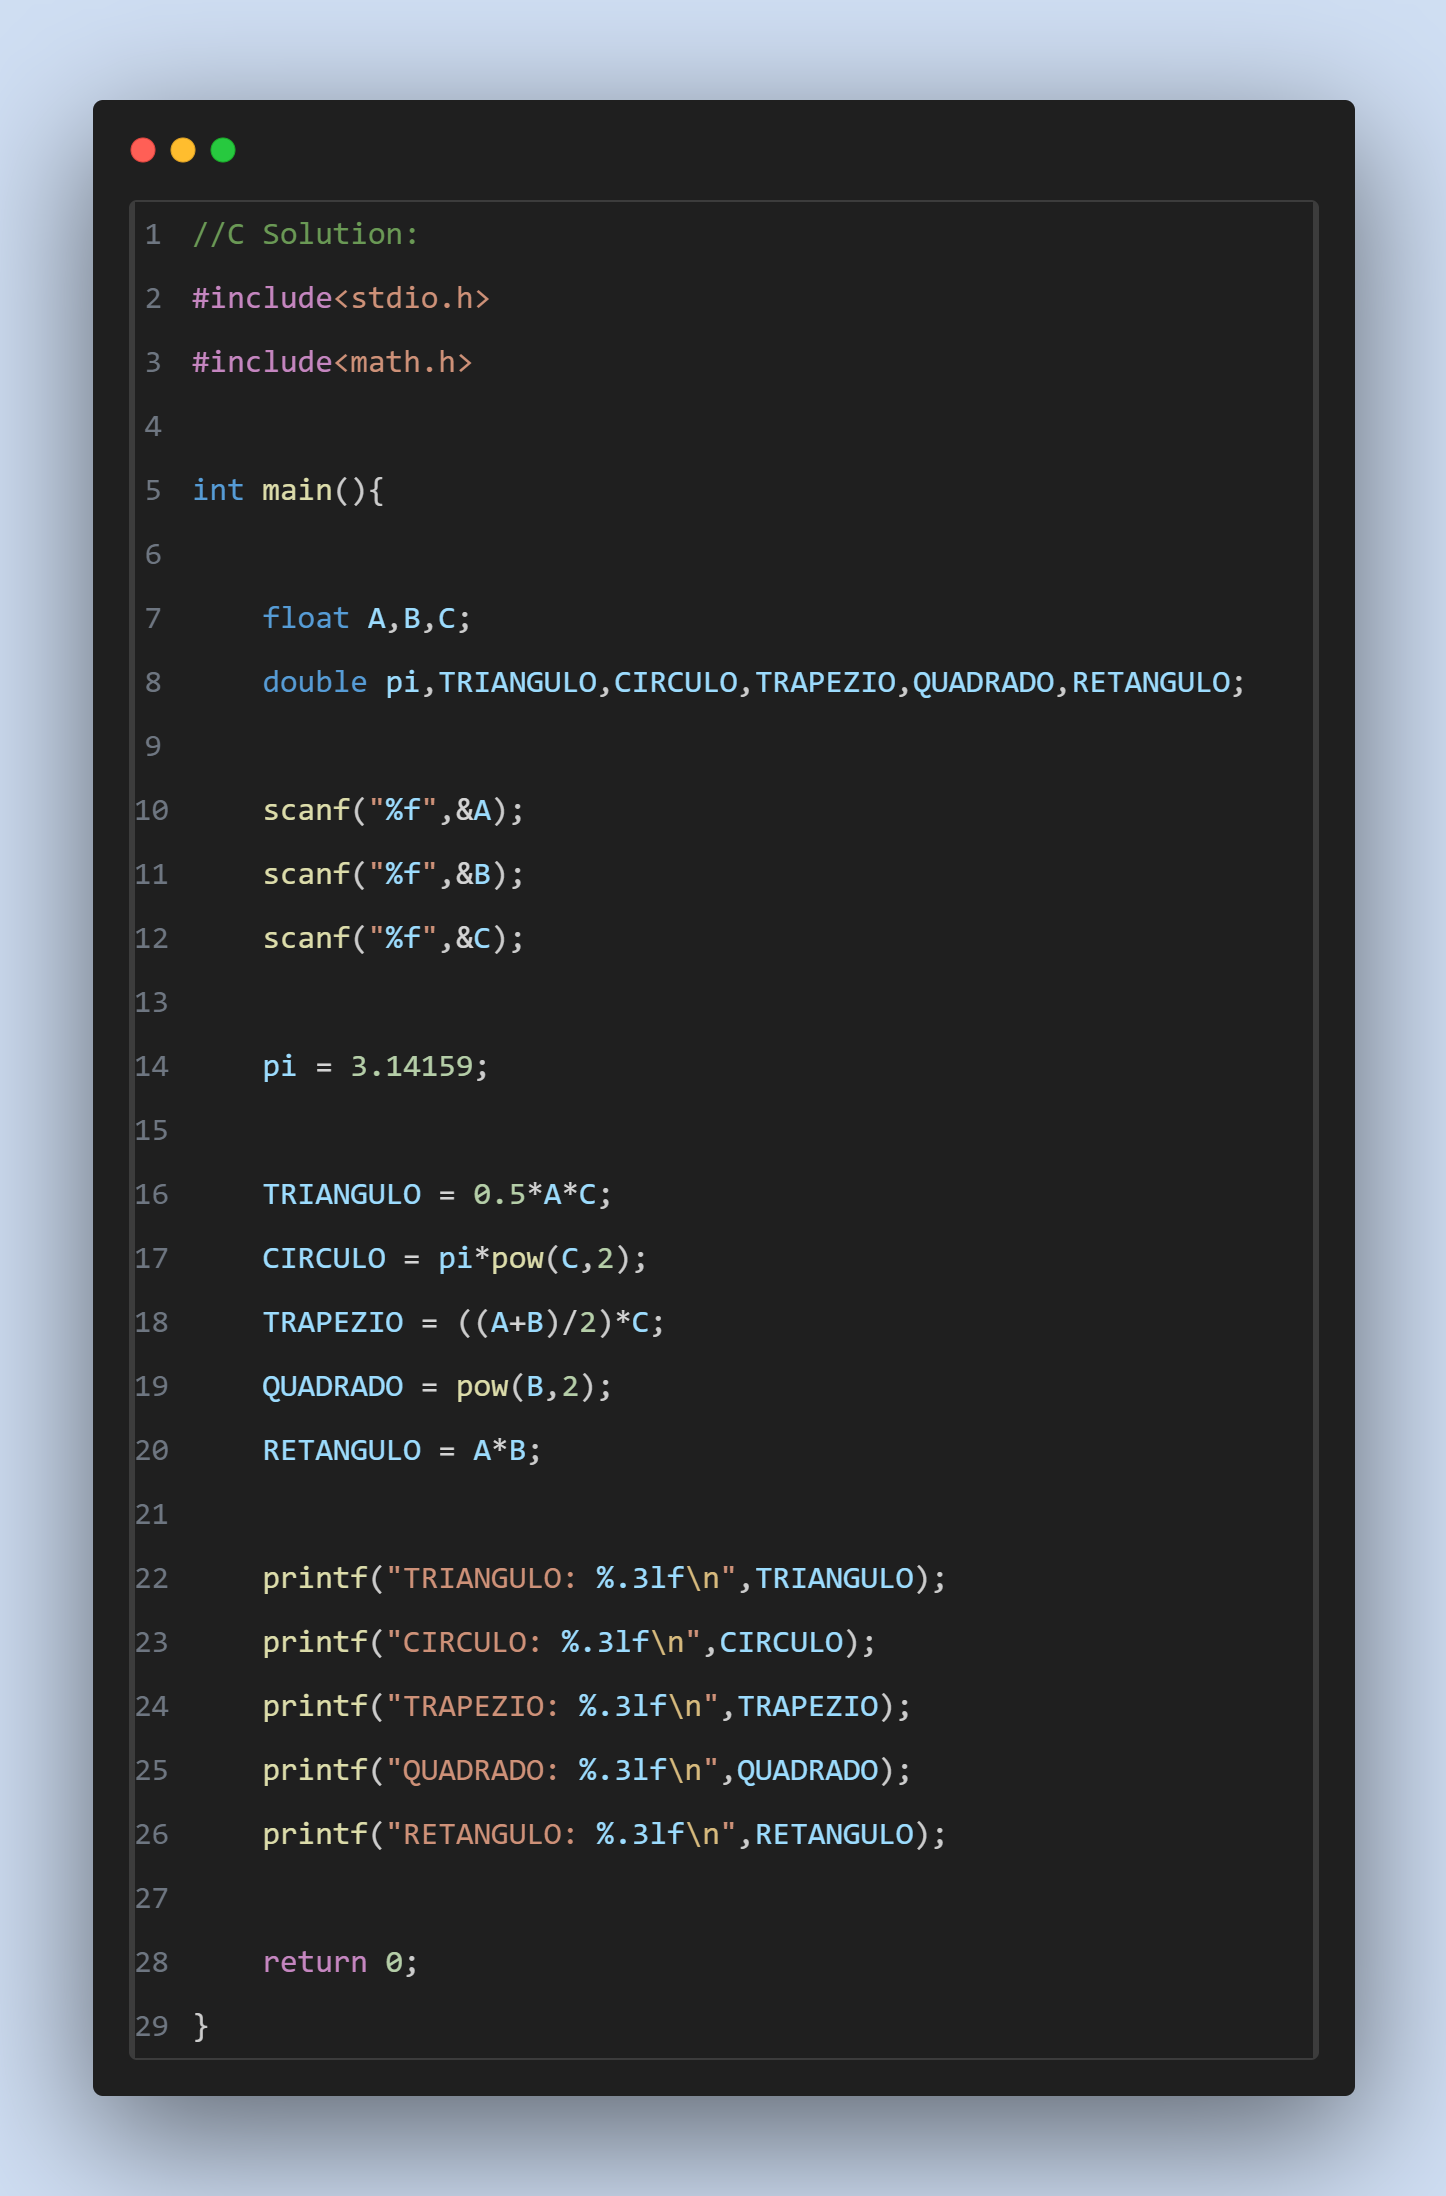 1 //C Solution:
2 #include<stdio.h>
3 #include<math.h>
4
5 int main(){
6
7     float A,B,C;
8     double pi,TRIANGULO,CIRCULO,TRAPEZIO,QUADRADO,RETANGULO;
9
10     scanf("%f",&A);
11     scanf("%f",&B);
12     scanf("%f",&C);
13
14     pi = 3.14159;
15
16     TRIANGULO = 0.5*A*C;
17     CIRCULO = pi*pow(C,2);
18     TRAPEZIO = ((A+B)/2)*C;
19     QUADRADO = pow(B,2);
20     RETANGULO = A*B;
21
22     printf("TRIANGULO: %.3lf\n",TRIANGULO);
23     printf("CIRCULO: %.3lf\n",CIRCULO);
24     printf("TRAPEZIO: %.3lf\n",TRAPEZIO);
25     printf("QUADRADO: %.3lf\n",QUADRADO);
26     printf("RETANGULO: %.3lf\n",RETANGULO);
27
28     return 0;
29 }